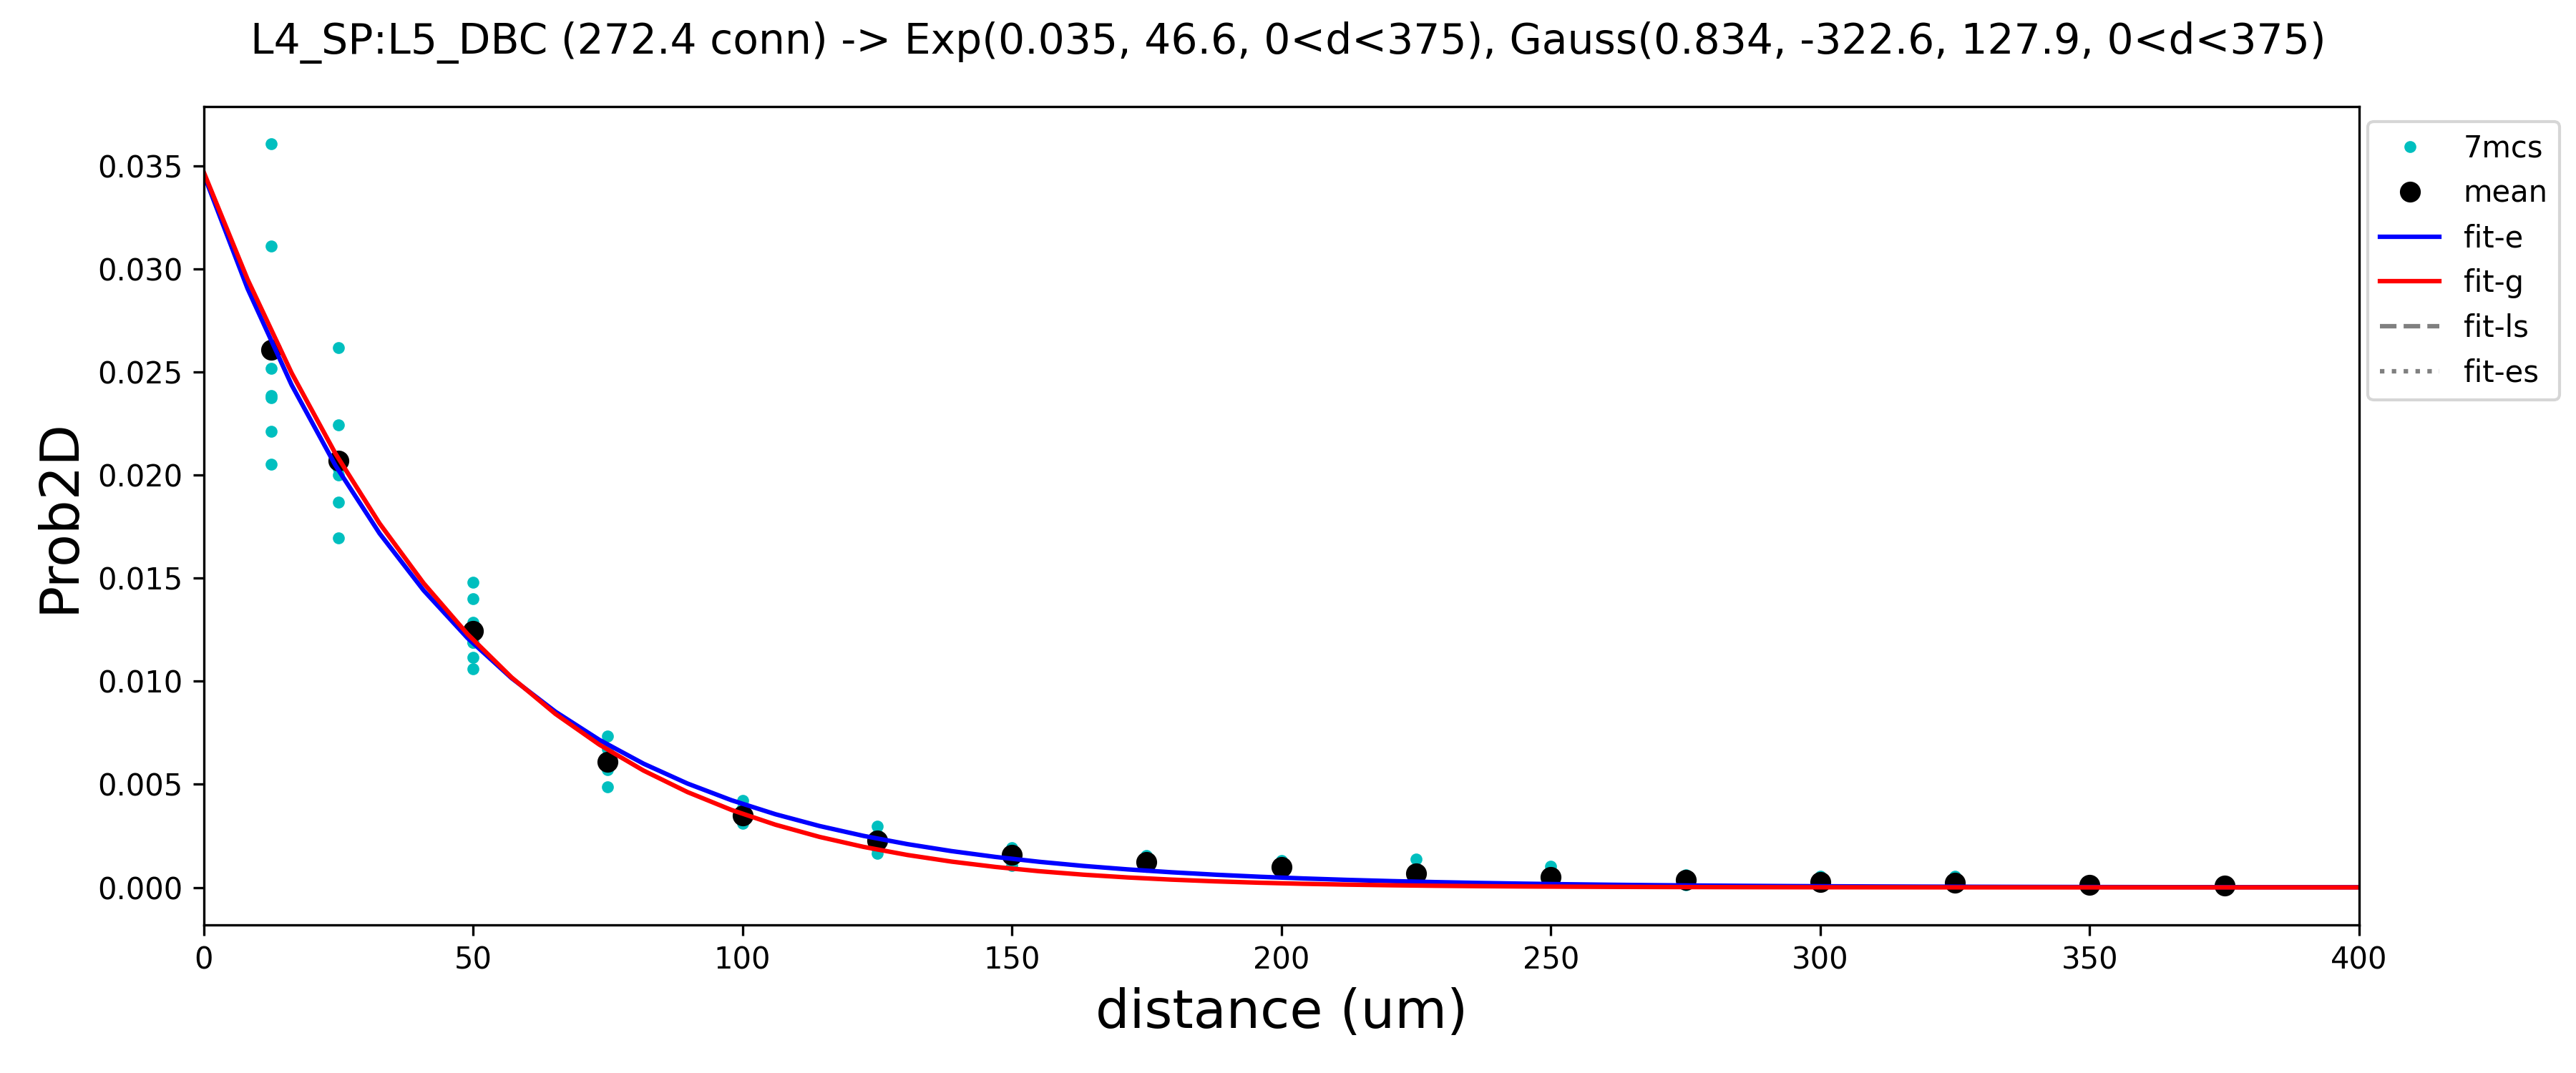 L4_SP:L5_DBC (272.4 conn) -> Exp(0.035, 46.6, 0<d<375), Gauss(0.834, -322.6, 127.9, 0<d<375)
Prob2D
0.035
0.030
0.025
0.020
0.015
0.010
0.005
0.000
0 50 100 150 200 250 300 350 400
distance (um)
7mcs
mean
fit-e
fit-g
fit-ls
fit-es